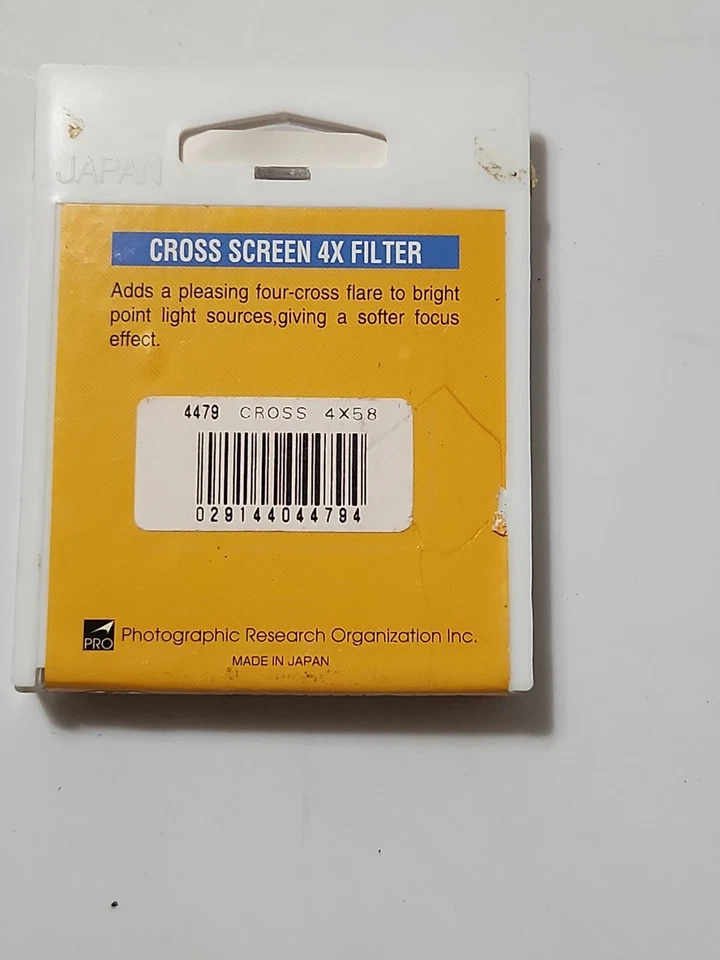 JAPAN
CROSS SCREEN 4X FILTER
Adds a pleasing four-cross flare to bright
point light sources,giving a softer focus
effect.
4479 CROSS 4X58
029144044794
PRO Photographic Research Organization Inc.
MADE IN JAPAN